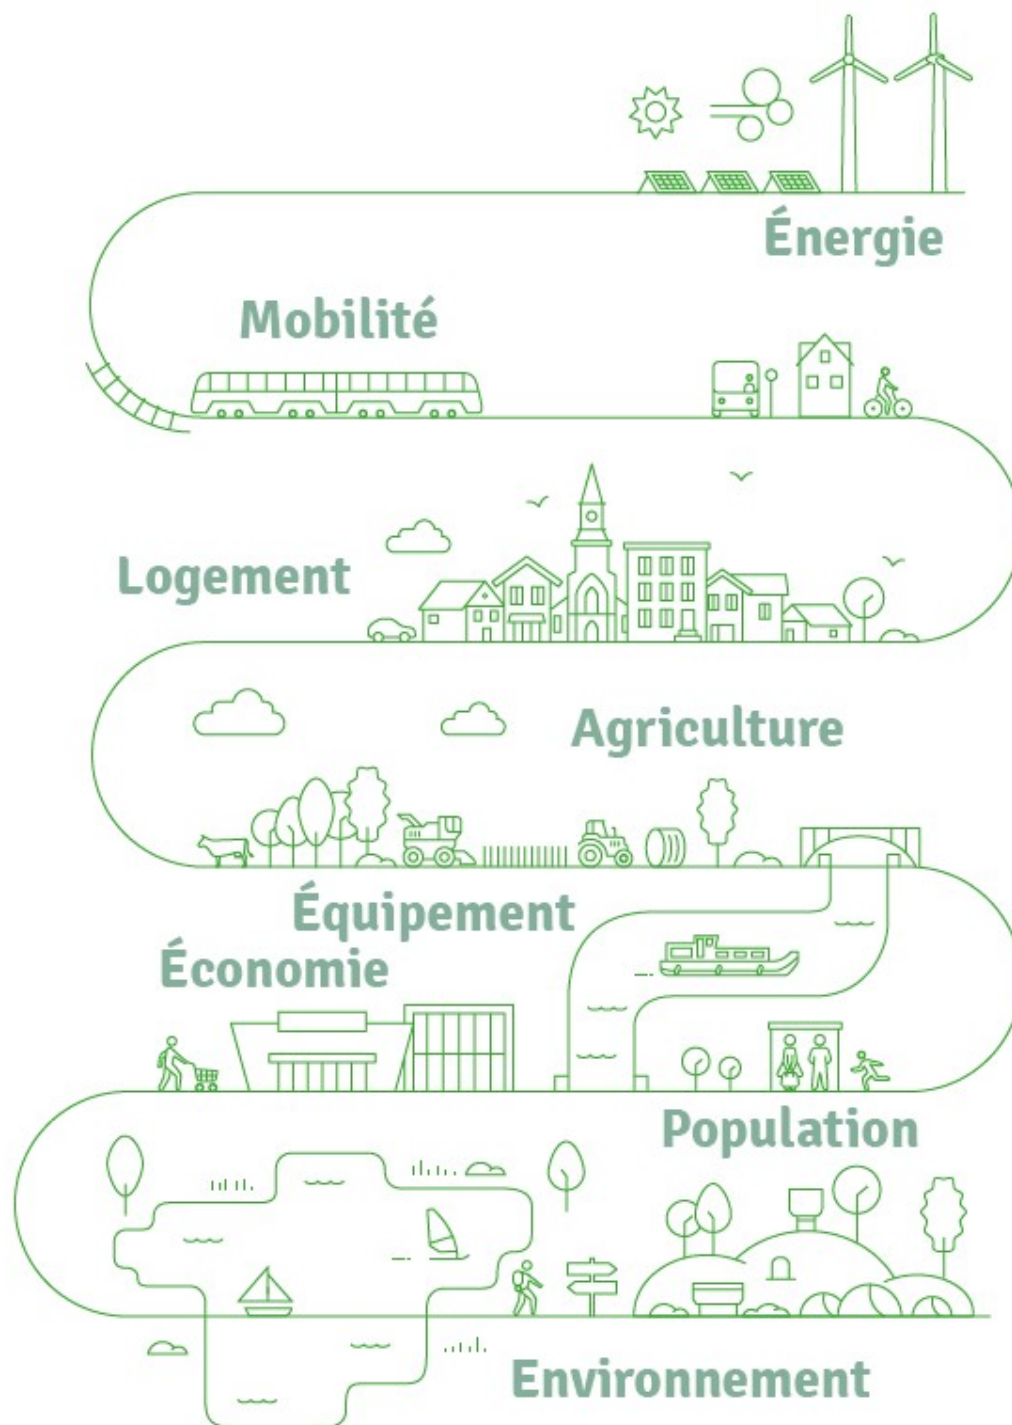 Énergie
Mobilité
Logement
Agriculture
Équipement
Économie
Population
Environnement